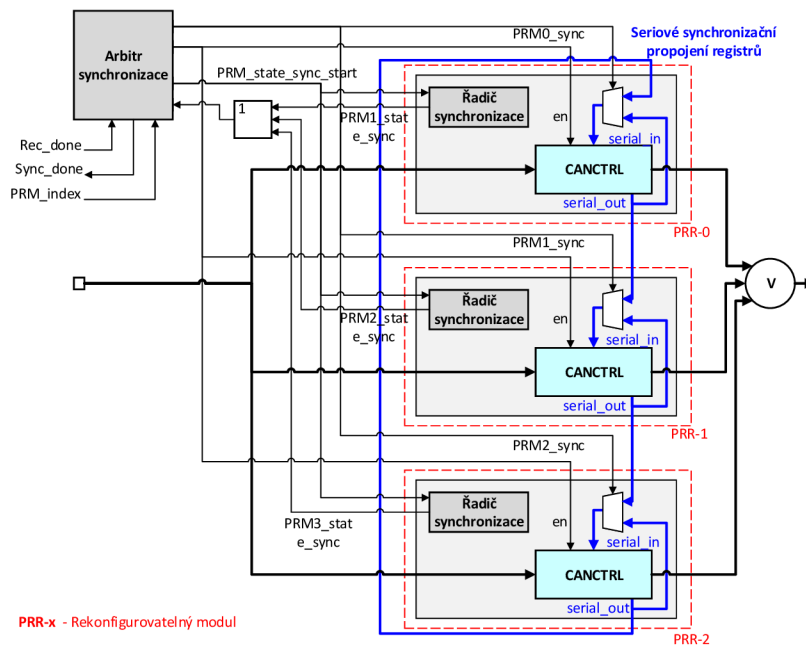 PRM0_sync
Seriové synchronizační
propojení registrů
Arbitr
synchronizace
PRM_state_sync_start
Řadič
synchronizace
1
PRM1_stat
e_sync
en
serial_in
Rec_done
Sync_done
PRM_index
CANCTRL
serial_out
PRR-0
PRM1_sync
V
Řadič
synchronizace
PRM2_stat
e_sync
en
serial_in
CANCTRL
serial_out
PRR-1
PRM2_sync
Řadič
synchronizace
PRM3_stat
e_sync
en
serial_in
CANCTRL
serial_out
PRR-x - Rekonfigurovatelný modul
PRR-2